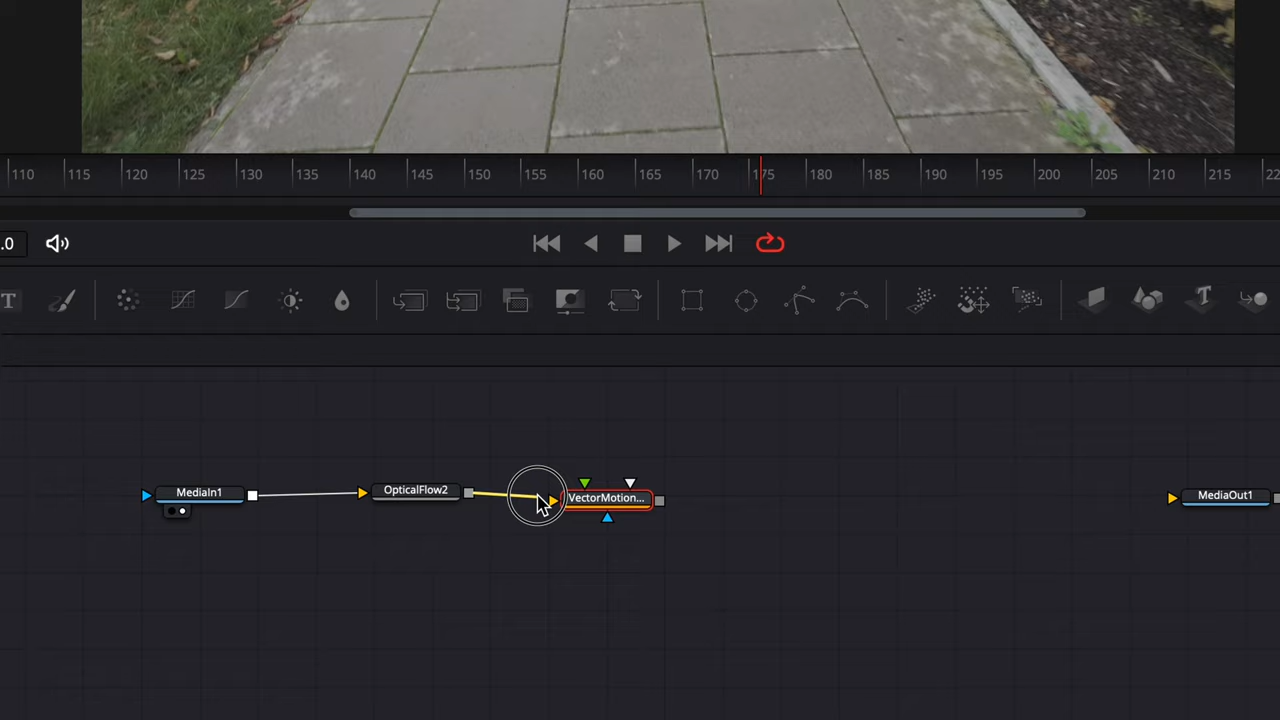 110 115 120 125 130 135 140 145 150 155 160 165 170 175 180 185 190 195 200 205 210 215 22
.0
T T
MediaIn1 OpticalFlow2 VectorMotion... MediaOut1